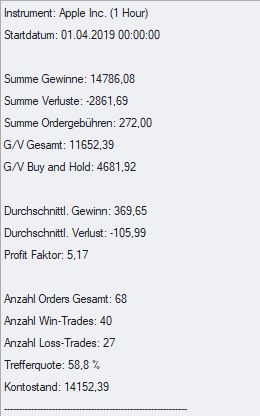 Instrument: Apple Inc. (1 Hour)
Startdatum: 01.04.2019 00:00:00
Summe Gewinne: 14786,08
Summe Verluste: -2861,69
Summe Ordergebühren: 272,00
G/V Gesamt: 11652,39
G/V Buy and Hold: 4681,92
Durchschnittl. Gewinn: 369,65
Durchschnittl. Verlust: -105,99
Profit Faktor: 5,17
Anzahl Orders Gesamt: 68
Anzahl Win-Trades: 40
Anzahl Loss-Trades: 27
Trefferquote: 58,8 %
Kontostand: 14152,39
------------------------------------------------------------